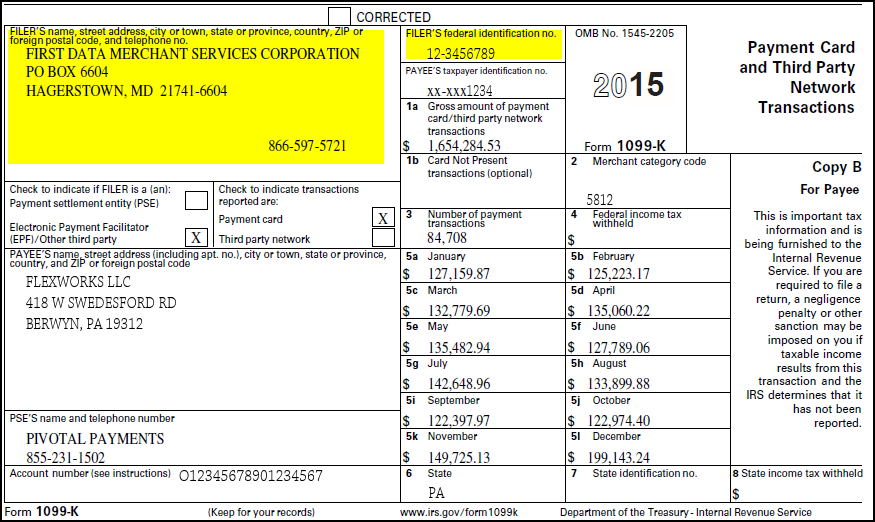 CORRECTED
FILER'S name, street address, city or town, state or province, country, ZIP or
foreign postal code, and telephone no.
FIRST DATA MERCHANT SERVICES CORPORATION
PO BOX 6604
HAGERSTOWN, MD 21741-6604
866-597-5721
FILER'S federal identification no.
12-3456789
PAYEE'S taxpayer identification no.
xx-xxx1234
1a Gross amount of payment
card/third party network
transactions
$ 1,654,284.53
OMB No. 1545-2205
2015
Form 1099-K
Payment Card
and Third Party
Network
Transactions
1b Card Not Present
transactions (optional)
2 Merchant category code
5812
Copy B
For Payee
This is important tax
information and is
being furnished to the
Internal Revenue
Service. If you are
required to file a
return, a negligence
penalty or other
sanction may be
imposed on you if
taxable income
results from this
transaction and the
IRS determines that it
has not been
reported.
Check to indicate if FILER is a (an):
Payment settlement entity (PSE)
Electronic Payment Facilitator
(EPF)/Other third party X
Check to indicate transactions
reported are:
Payment card X
Third party network
3 Number of payment
transactions
84,708
4 Federal income tax
withheld
$
PAYEE'S name, street address (including apt. no.), city or town, state or province,
country, and ZIP or foreign postal code
FLEXWORKS LLC
418 W SWEDESFORD RD
BERWYN, PA 19312
5a January
$ 127,159.87
5b February
$ 125,223.17
5c March
$ 132,779.69
5d April
$ 135,060.22
5e May
$ 135,482.94
5f June
$ 127,789.06
5g July
$ 142,648.96
5h August
$ 133,899.88
5i September
$ 122,397.97
5j October
$ 122,974.40
5k November
$ 149,725.13
5l December
$ 199,143.24
PSE'S name and telephone number
PIVOTAL PAYMENTS
855-231-1502
Account number (see instructions) O12345678901234567
6 State
PA
7 State identification no.
8 State income tax withheld
$
Form 1099-K
(Keep for your records)
www.irs.gov/form1099k
Department of the Treasury - Internal Revenue Service